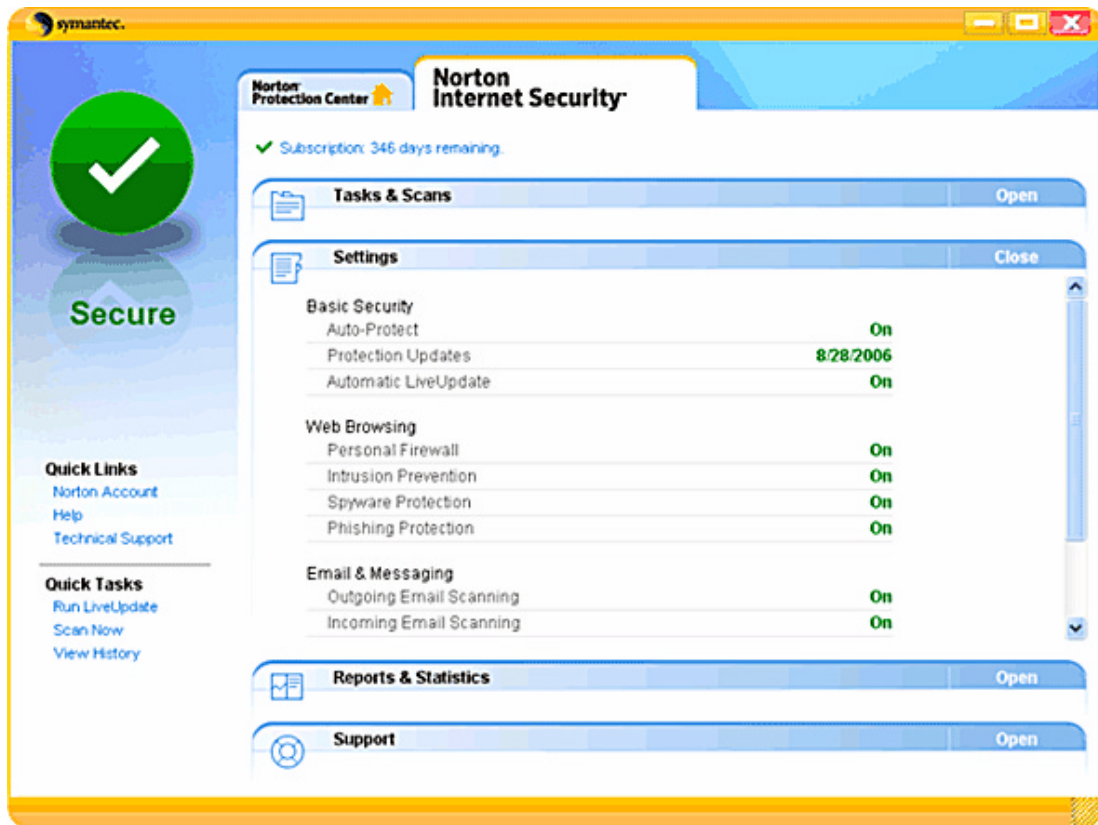 symantec.
Norton Protection Center
Norton Internet Security
Subscription: 346 days remaining.
Tasks & Scans Open
Settings Close
Basic Security
Auto-Protect On
Protection Updates 8/28/2006
Automatic LiveUpdate On
Web Browsing
Personal Firewall On
Intrusion Prevention On
Spyware Protection On
Phishing Protection On
Email & Messaging
Outgoing Email Scanning On
Incoming Email Scanning On
Reports & Statistics Open
Support Open
Secure
Quick Links
Norton Account
Help
Technical Support
Quick Tasks
Run LiveUpdate
Scan Now
View History